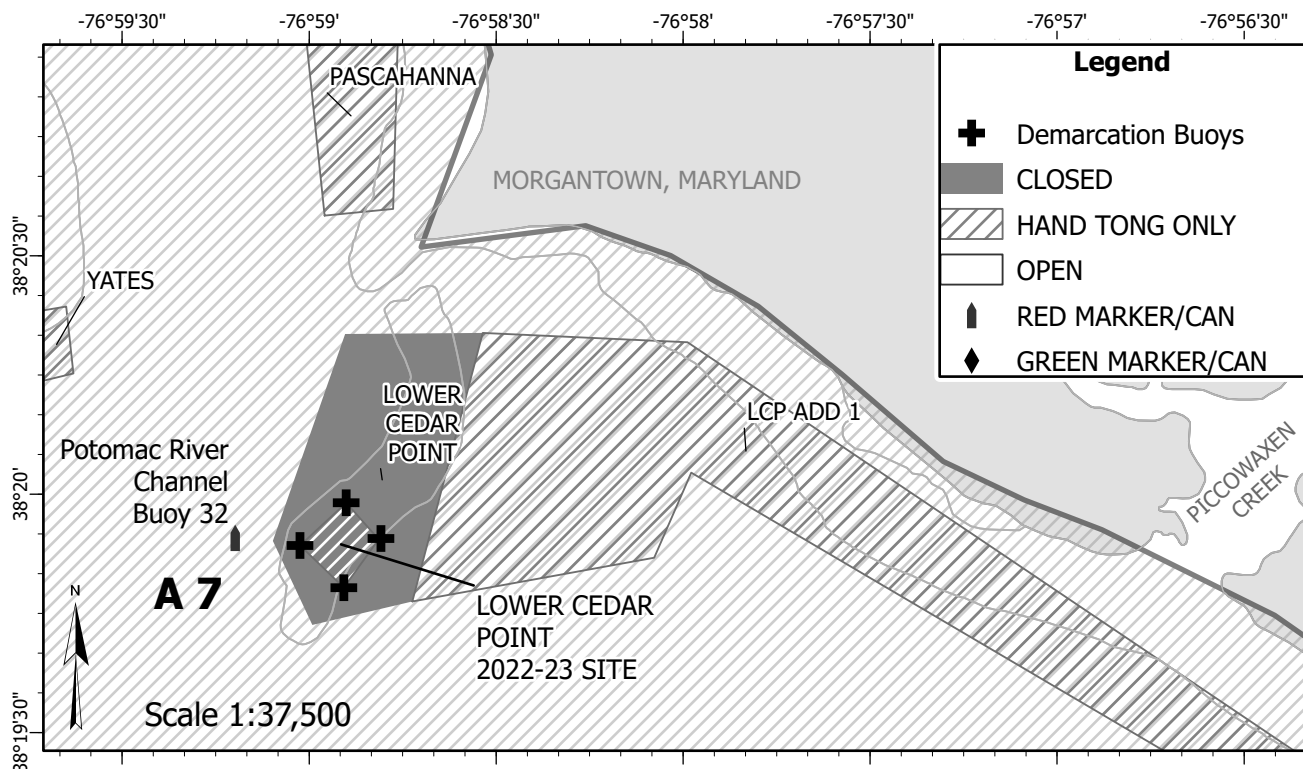 -76°59'30" -76°59' -76°58'30" -76°58' -76°57'30" -76°57' -76°56'30"
Legend
Demarcation Buoys
CLOSED
HAND TONG ONLY
OPEN
RED MARKER/CAN
GREEN MARKER/CAN
PASCAHANNA
MORGANTOWN, MARYLAND
38°20'30"
YATES
LOWER
CEDAR
POINT
LCP ADD 1
Potomac River
Channel
Buoy 32
38°20'
PICCOWAXEN
CREEK
A 7
N
LOWER CEDAR
POINT
2022-23 SITE
Scale 1:37,500
38°19'30"